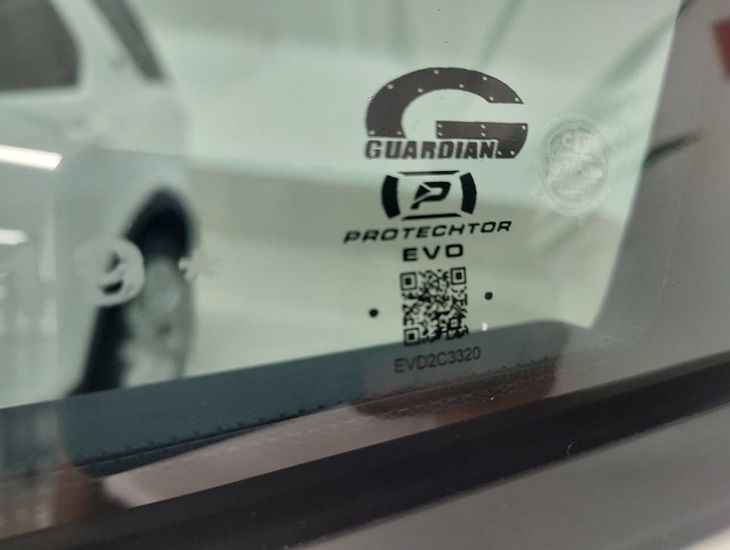 GUARDIAN
PROTECHTOR
EVO
EVD2C3320